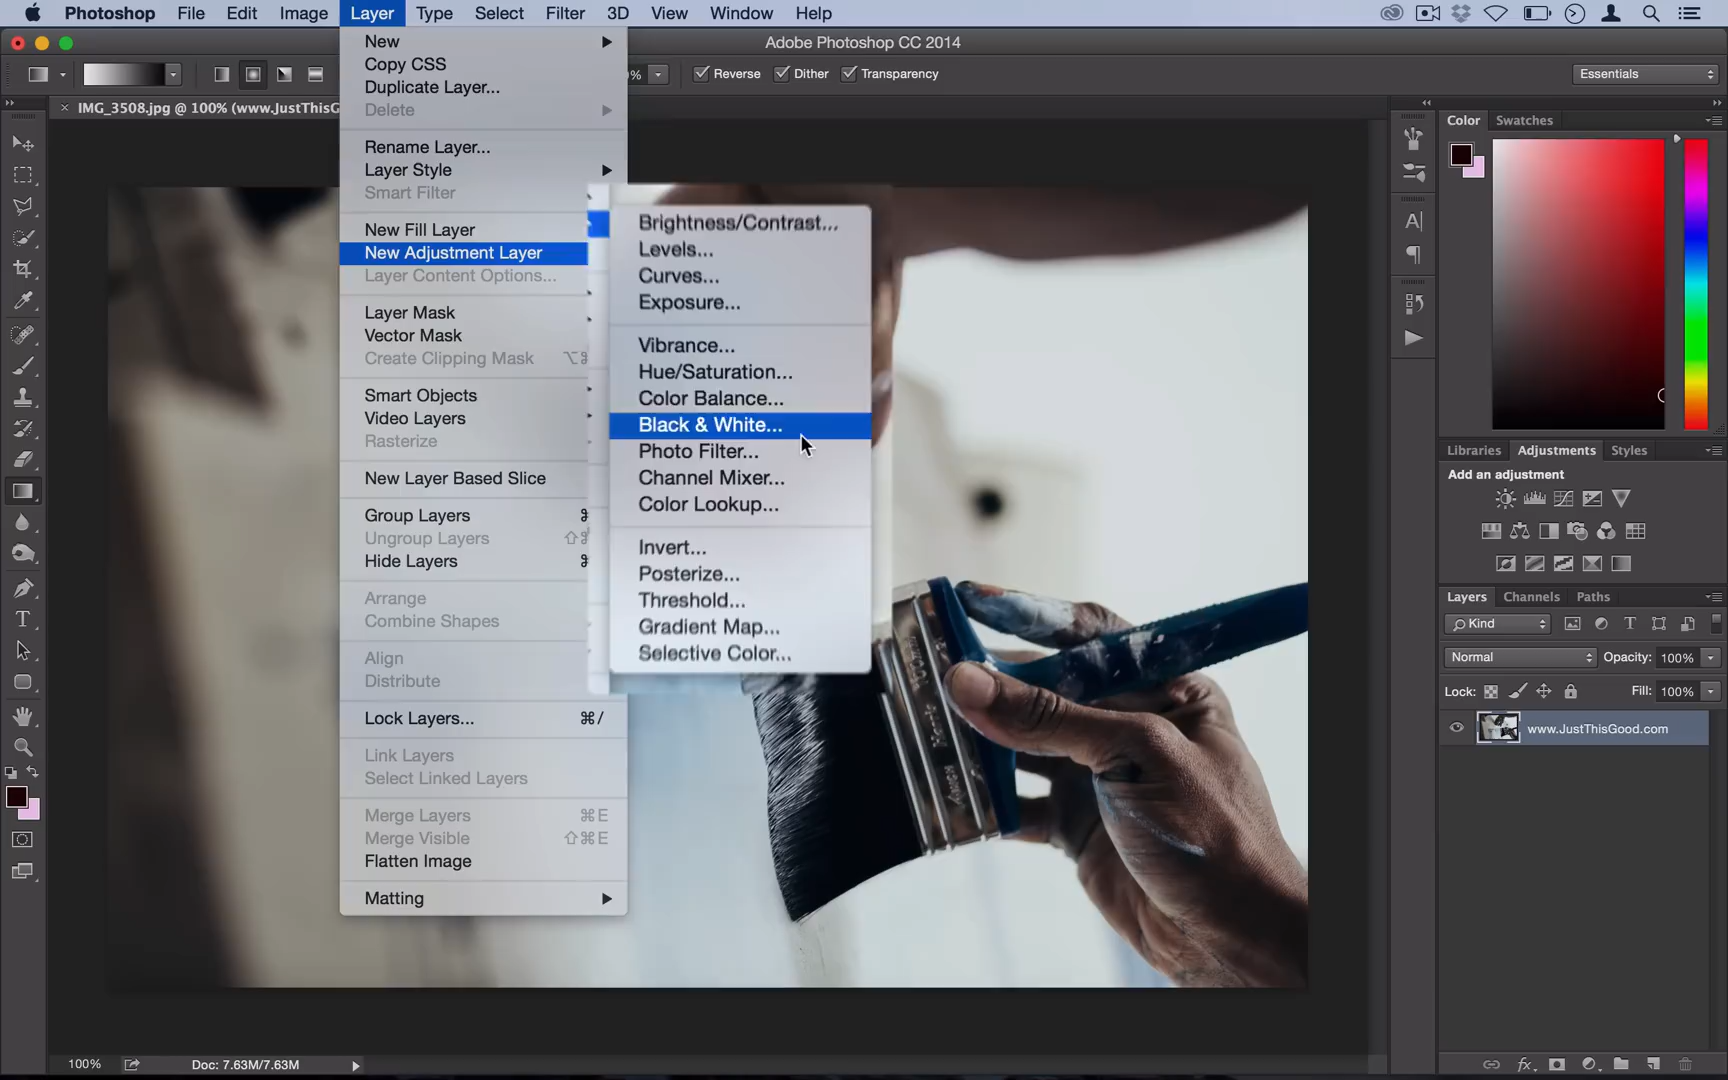 Photoshop File Edit Image Layer Type Select Filter 3D View Window Help
Adobe Photoshop CC 2014
% Reverse Dither Transparency Essentials
IMG_3508.jpg @ 100% (www.JustThisG
New
Copy CSS
Duplicate Layer...
Delete
Rename Layer...
Layer Style
Smart Filter
New Fill Layer
New Adjustment Layer
Layer Content Options...
Layer Mask
Vector Mask
Create Clipping Mask ⌥⌘
Smart Objects
Video Layers
Rasterize
New Layer Based Slice
Group Layers ⌘
Ungroup Layers ⇧⌘
Hide Layers ⌘
Arrange
Combine Shapes
Align
Distribute
Lock Layers... ⌘/
Link Layers
Select Linked Layers
Merge Layers ⌘E
Merge Visible ⇧⌘E
Flatten Image
Matting
Brightness/Contrast...
Levels...
Curves...
Exposure...
Vibrance...
Hue/Saturation...
Color Balance...
Black & White...
Photo Filter...
Channel Mixer...
Color Lookup...
Invert...
Posterize...
Threshold...
Gradient Map...
Selective Color...
Color Swatches
Libraries Adjustments Styles
Add an adjustment
Layers Channels Paths
Kind
Normal Opacity: 100%
Lock: Fill: 100%
www.JustThisGood.com
100% Doc: 7.63M/7.63M